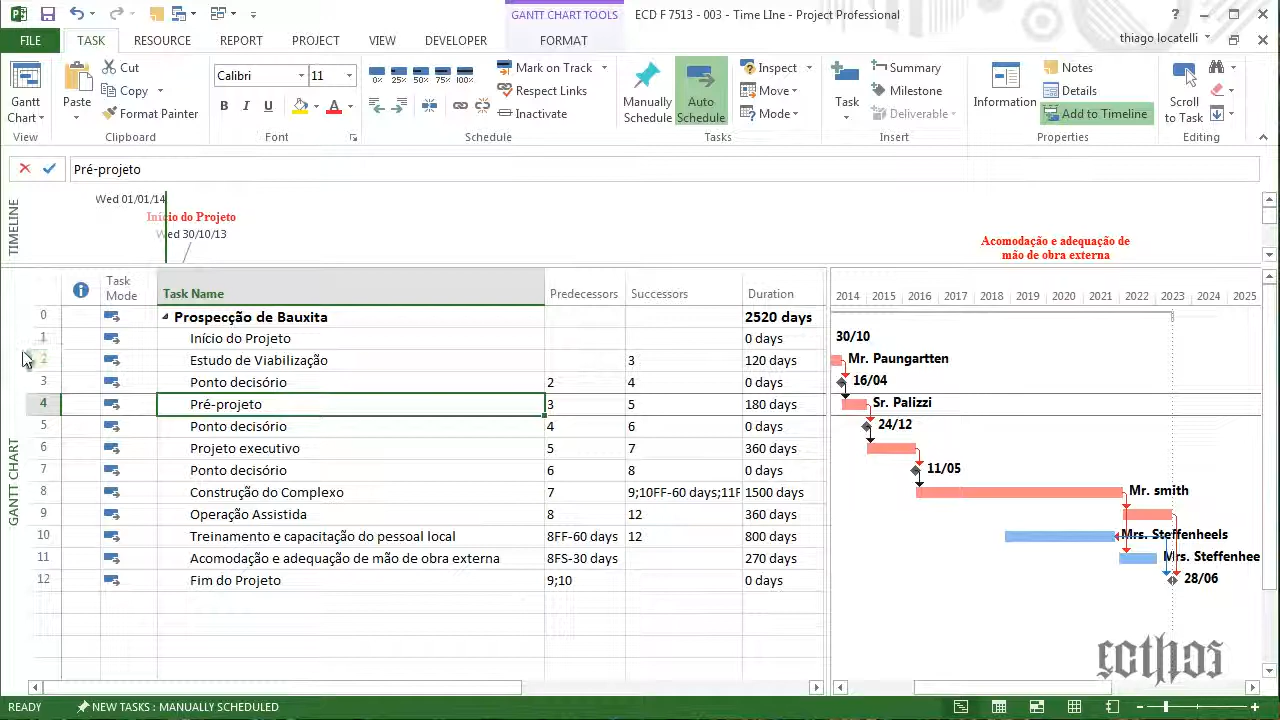 GANTT CHART TOOLS
ECD F 7513 - 003 - Time LIne - Project Professional
FILE TASK RESOURCE REPORT PROJECT VIEW DEVELOPER FORMAT
thiago locatelli
Gantt Chart
View
Paste
Cut
Copy
Format Painter
Clipboard
Calibri 11
B I U A
Font
0% 25% 50% 75% 100%
Mark on Track
Respect Links
Inactivate
Schedule
Manually Schedule
Auto Schedule
Inspect
Move
Mode
Tasks
Task
Summary
Milestone
Deliverable
Insert
Information
Notes
Details
Add to Timeline
Properties
Scroll to Task
Editing
Pré-projeto
TIMELINE
Wed 01/01/14
Início do Projeto
Wed 30/10/13
Acomodação e adequação de
mão de obra externa
GANTT CHART
Task Mode Task Name Predecessors Successors Duration 2014 2015 2016 2017 2018 2019 2020 2021 2022 2023 2024 2025
0 Prospecção de Bauxita 2520 days
1 Início do Projeto 0 days 30/10
2 Estudo de Viabilização 3 120 days Mr. Paungartten
3 Ponto decisório 2 4 0 days 16/04
4 Pré-projeto 3 5 180 days Sr. Palizzi
5 Ponto decisório 4 6 0 days 24/12
6 Projeto executivo 5 7 360 days
7 Ponto decisório 6 8 0 days 11/05
8 Construção do Complexo 7 9;10FF-60 days;11F 1500 days Mr. smith
9 Operação Assistida 8 12 360 days
10 Treinamento e capacitação do pessoal local 8FF-60 days 12 800 days Mrs. Steffenheels
11 Acomodação e adequação de mão de obra externa 8FS-30 days 270 days Mrs. Steffenhee
12 Fim do Projeto 9;10 0 days 28/06
ecthos
READY NEW TASKS : MANUALLY SCHEDULED